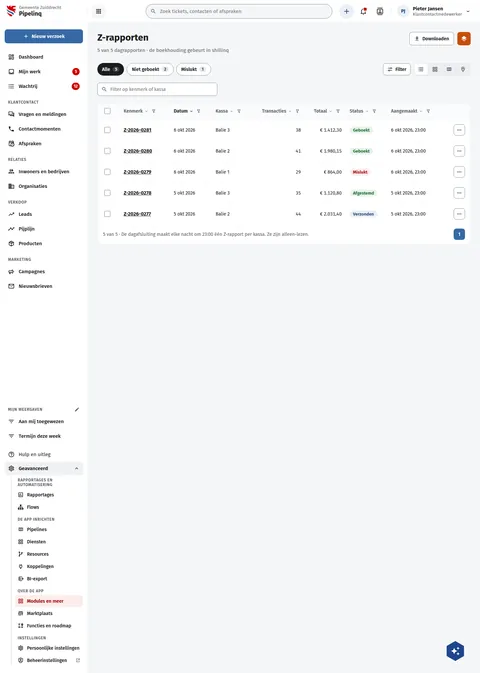 Gemeente Juridbrecht
Pipelinq
Zoek tickets, contacten of afspraken
PJ
Pieter Jansen
Klantcontactmedewerker
+ Nieuw verzoek
Dashboard
Mijn werk
Wachtrij
KLANTCONTACT
Vragen en meldingen
Contactmomenten
Afspraken
RELATIES
Inwoners en bedrijven
Organisaties
VERKOOP
Leads
Pijplijn
Producten
MARKETING
Campagnes
Nieuwsbrieven
MIJN WEERGAVEN
Aan mij toegewezen
Termijn deze week
Hulp en uitleg
Geavanceerd
RAPPORTAGES EN
AUTOMATISERING
Rapportages
Flows
DE APP INRICHTEN
Pipelines
Diensten
Resources
Koppelingen
BI-export
OVER DE APP
Modules en meer
Marktplaats
Functies en roadmap
INSTELLINGEN
Persoonlijke instellingen
Beheerinstellingen
Z-rapporten
5 van 5 dagrapporten · de boekhouding gebeurt in shillinq
Downloaden
Alle 5
Niet geboekt 3
Mislukt 1
Filter
Filter op kenmerk of kassa
Kenmerk Datum Kassa Transacties Totaal Status Aangemaakt
Z-2026-0281 6 okt 2026 Balie 3 38 € 1.412,30 Geboekt 6 okt 2026, 23:00
Z-2026-0280 6 okt 2026 Balie 2 41 € 1.980,15 Geboekt 6 okt 2026, 23:00
Z-2026-0279 6 okt 2026 Balie 1 29 € 864,00 Mislukt 6 okt 2026, 23:00
Z-2026-0278 5 okt 2026 Balie 3 35 € 1.120,80 Afgestemd 5 okt 2026, 23:00
Z-2026-0277 5 okt 2026 Balie 2 44 € 2.031,40 Verzonden 5 okt 2026, 23:00
5 van 5 · De dagafsluiting maakt elke nacht om 23:00 één Z-rapport per kassa. Ze zijn alleen-lezen.
1